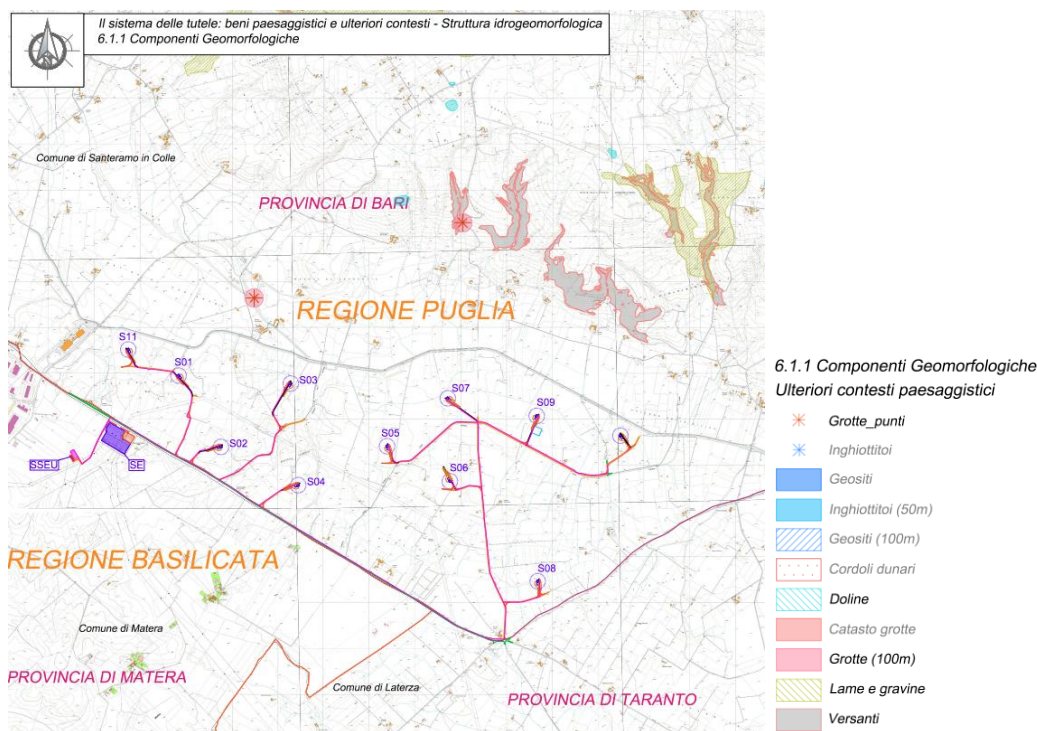 Il sistema delle tutele: beni paesaggistici e ulteriori contesti - Struttura idrogeomorfologica
6.1.1 Componenti Geomorfologiche
Comune di Santeramo in Colle
PROVINCIA DI BARI
REGIONE PUGLIA
S11
S01
S03
S07
S09
S02
S05
S06
SSEU
SE
S04
REGIONE BASILICATA
S08
Comune di Matera
PROVINCIA DI MATERA
Comune di Laterza
PROVINCIA DI TARANTO
6.1.1 Componenti Geomorfologiche
Ulteriori contesti paesaggistici
Grotte_punti
Inghiottitoi
Geositi
Inghiottitoi (50m)
Geositi (100m)
Cordoli dunari
Doline
Catasto grotte
Grotte (100m)
Lame e gravine
Versanti